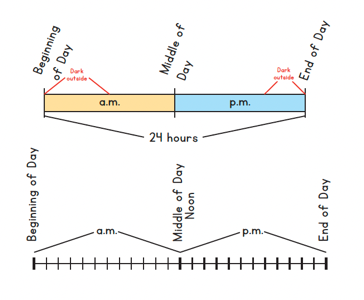 Beginning
of Day
Dark
outside
Middle of
Day
Dark
outside
End of Day
a.m.
p.m.
24 hours
Beginning of Day
a.m.
Middle of Day
Noon
p.m.
End of Day